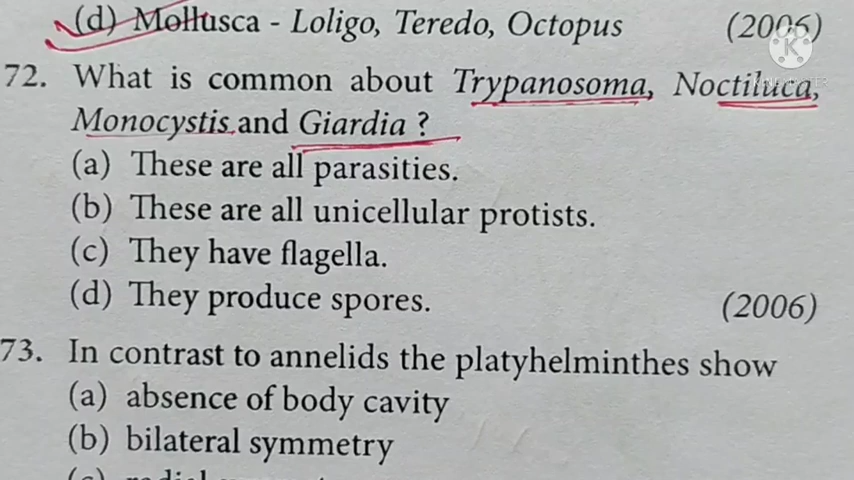 (d) Mollusca - Loligo, Teredo, Octopus (2006)
72. What is common about Trypanosoma, Noctiluca,
Monocystis and Giardia ?
(a) These are all parasities.
(b) These are all unicellular protists.
(c) They have flagella.
(d) They produce spores. (2006)
73. In contrast to annelids the platyhelminthes show
(a) absence of body cavity
(b) bilateral symmetry